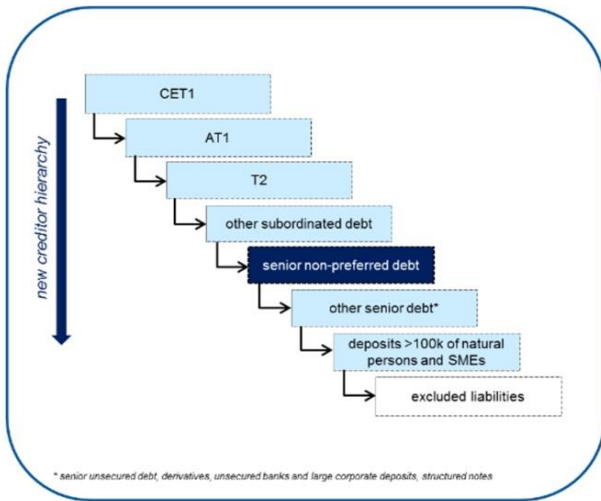 new creditor hierarchy
CET1
AT1
T2
other subordinated debt
senior non-preferred debt
other senior debt*
deposits >100k of natural
persons and SMEs
excluded liabilities
* senior unsecured debt, derivatives, unsecured banks and large corporate deposits, structured notes